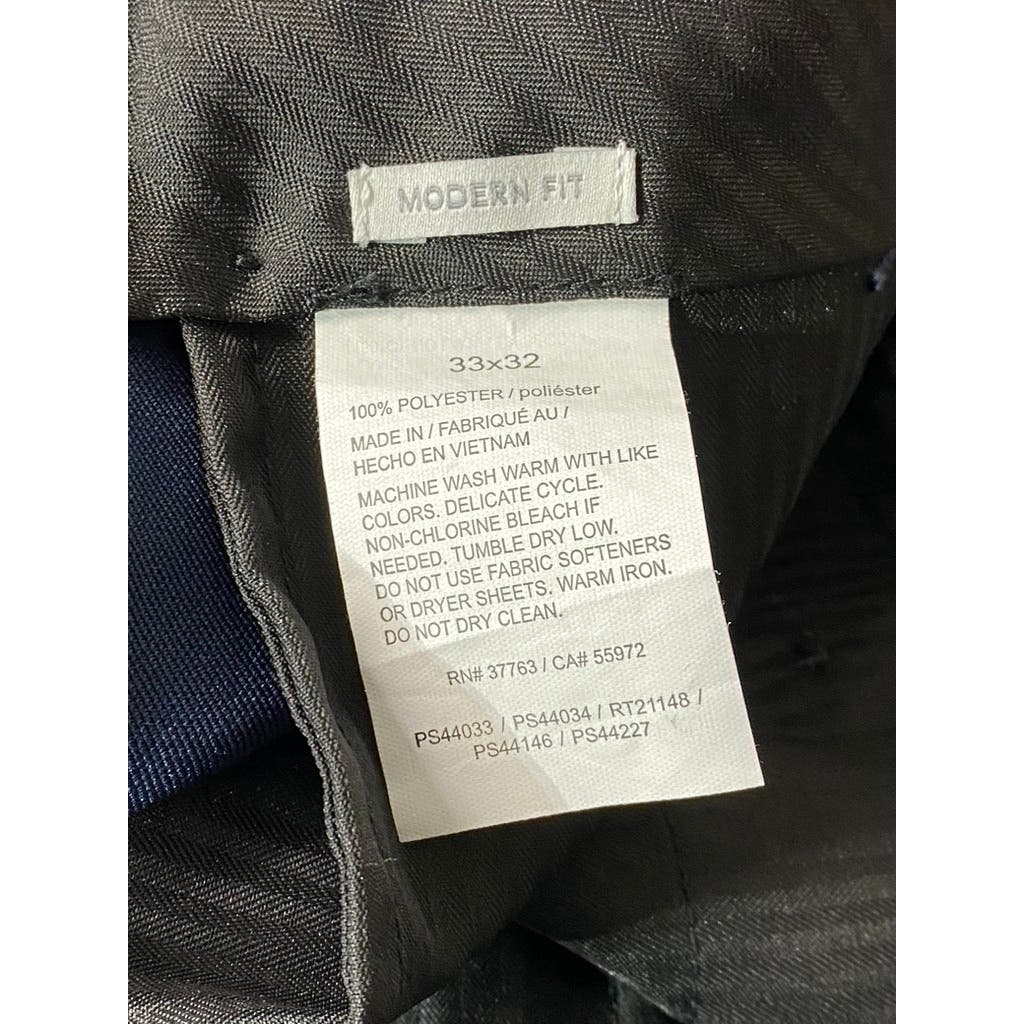 MODERN FIT
33x32
100% POLYESTER / poliéster
MADE IN / FABRIQUÉ AU /
HECHO EN VIETNAM
MACHINE WASH WARM WITH LIKE
COLORS. DELICATE CYCLE.
NON-CHLORINE BLEACH IF
NEEDED. TUMBLE DRY LOW.
DO NOT USE FABRIC SOFTENERS
OR DRYER SHEETS. WARM IRON.
DO NOT DRY CLEAN.
RN# 37763 / CA# 55972
PS44033 / PS44034 / RT21148 /
PS44146 / PS44227